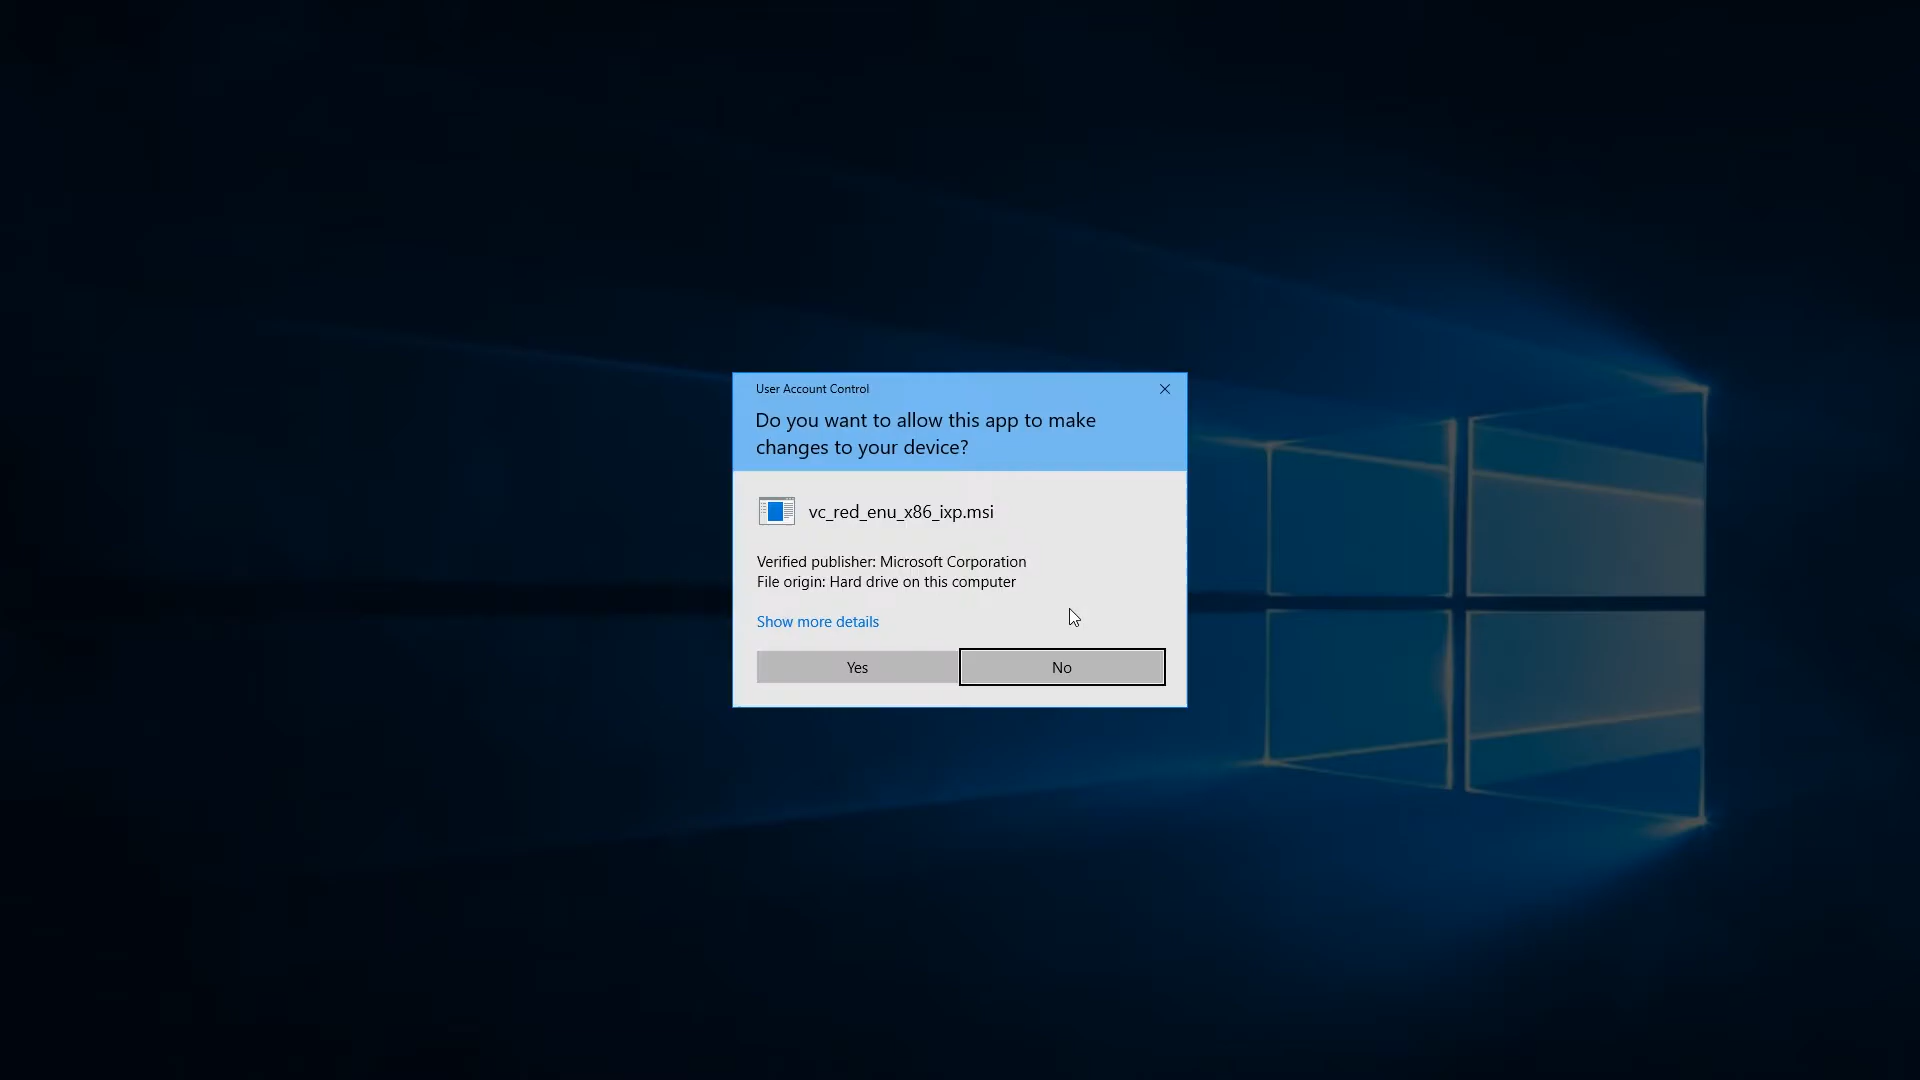 User Account Control
Do you want to allow this app to make
changes to your device?
vc_red_enu_x86_ixp.msi
Verified publisher: Microsoft Corporation
File origin: Hard drive on this computer
Show more details
Yes
No